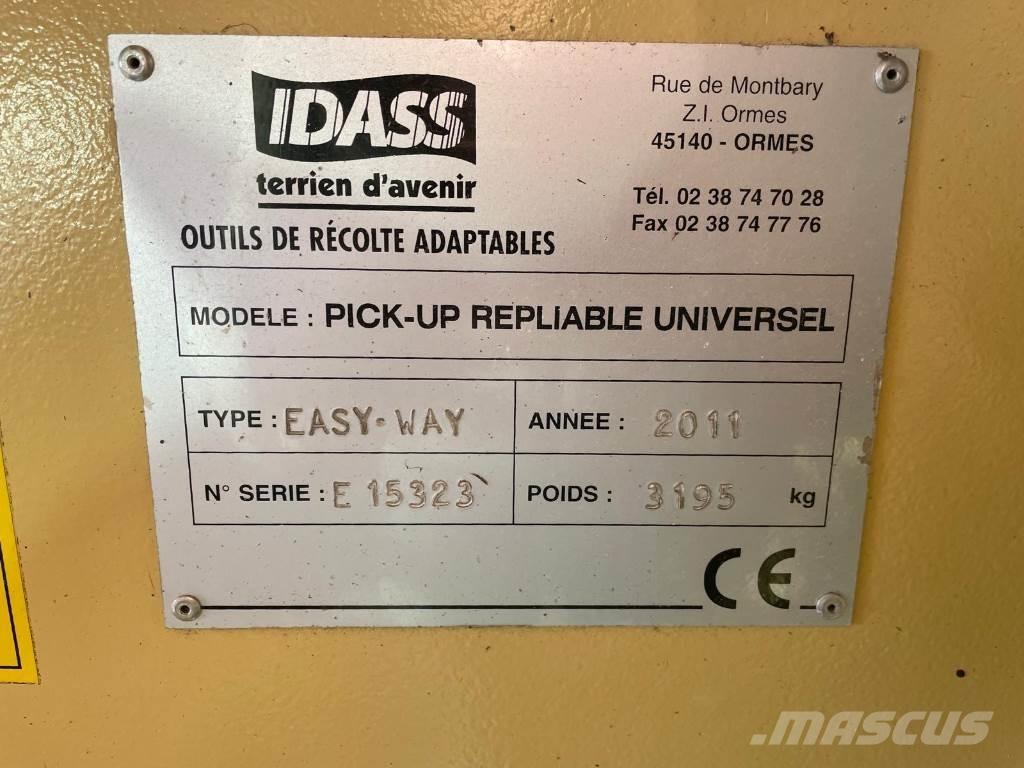 IDASS
terrien d'avenir
OUTILS DE RÉCOLTE ADAPTABLES
Rue de Montbary
Z.I. Ormes
45140 - ORMES
Tél. 02 38 74 70 28
Fax 02 38 74 77 76
MODELE : PICK-UP REPLIABLE UNIVERSEL
TYPE : EASY-WAY
ANNEE : 2011
N° SERIE : E 15323
POIDS : 3195 kg
CE
MASCUS